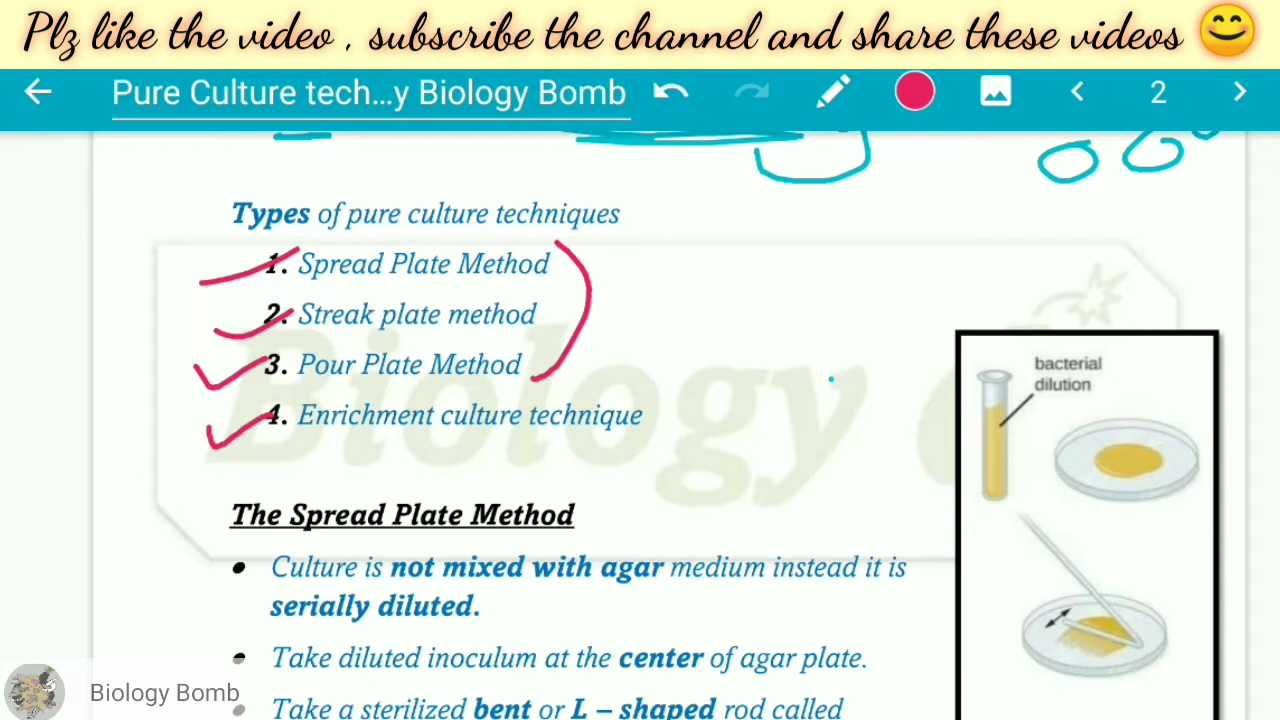 Plz like the video , subscribe the channel and share these videos
Pure Culture tech...y Biology Bomb
2
Types of pure culture techniques
1. Spread Plate Method
2. Streak plate method
3. Pour Plate Method
4. Enrichment culture technique
Biology
The Spread Plate Method
• Culture is not mixed with agar medium instead it is
serially diluted.
• Take diluted inoculum at the center of agar plate.
• Take a sterilized bent or L – shaped rod called
bacterial
dilution
Biology Bomb